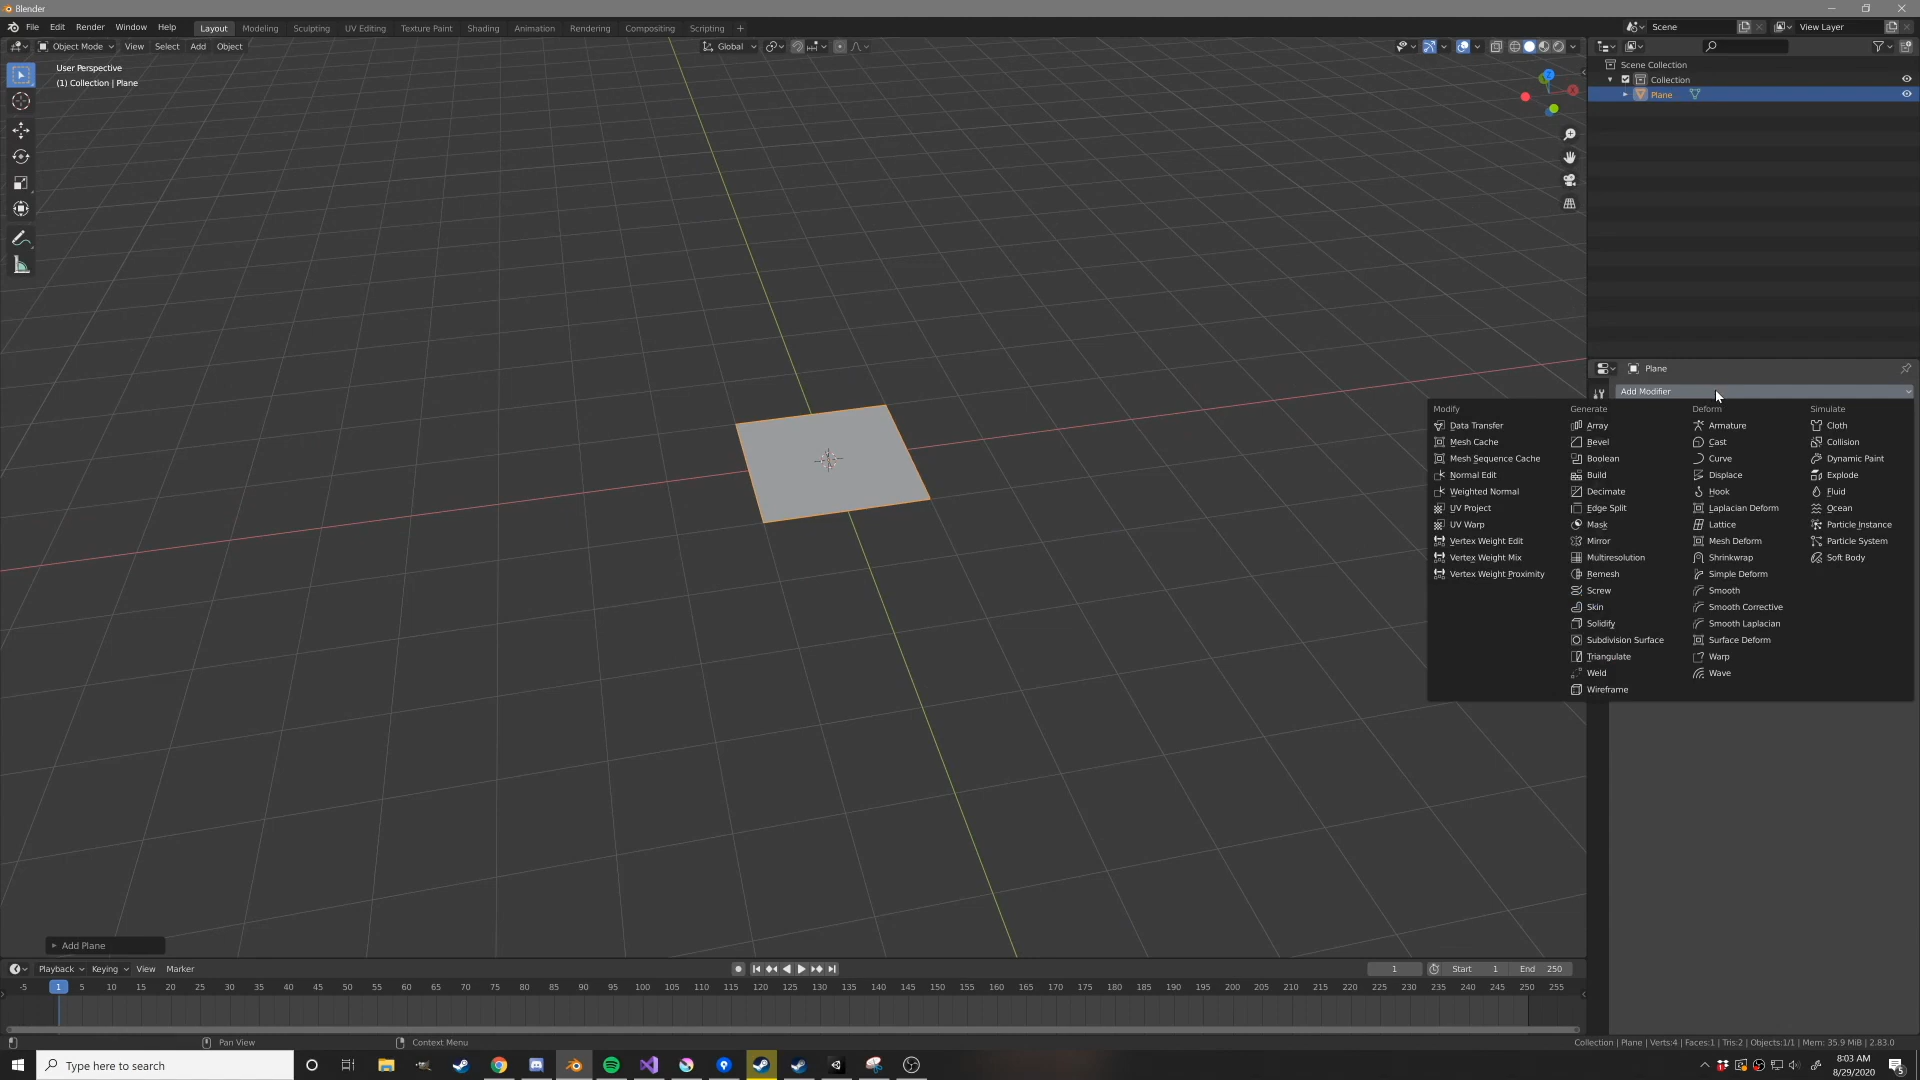 Blender
File Edit Render Window Help
Layout Modeling Sculpting UV Editing Texture Paint Shading Animation Rendering Compositing Scripting +
Scene
View Layer
Object Mode View Select Add Object
Global
User Perspective
(1) Collection | Plane
Scene Collection
Collection
Plane
Plane
Add Modifier
Modify
Data Transfer
Mesh Cache
Mesh Sequence Cache
Normal Edit
Weighted Normal
UV Project
UV Warp
Vertex Weight Edit
Vertex Weight Mix
Vertex Weight Proximity
Generate
Array
Bevel
Boolean
Build
Decimate
Edge Split
Mask
Mirror
Multiresolution
Remesh
Screw
Skin
Solidify
Subdivision Surface
Triangulate
Weld
Wireframe
Deform
Armature
Cast
Curve
Displace
Hook
Laplacian Deform
Lattice
Mesh Deform
Shrinkwrap
Simple Deform
Smooth
Smooth Corrective
Smooth Laplacian
Surface Deform
Warp
Wave
Simulate
Cloth
Collision
Dynamic Paint
Explode
Fluid
Ocean
Particle Instance
Particle System
Soft Body
Add Plane
Playback Keying View Marker
1 Start 1 End 250
-5 1 5 10 15 20 25 30 35 40 45 50 55 60 65 70 75 80 85 90 95 100 105 110 115 120 125 130 135 140 145 150 155 160 165 170 175 180 185 190 195 200 205 210 215 220 225 230 235 240 245 250 255
Pan View
Context Menu
Collection | Plane | Verts:4 | Faces:1 | Tris:2 | Objects:1/1 | Mem: 35.9 MiB | 2.83.0
Type here to search
8:03 AM
8/29/2020
5